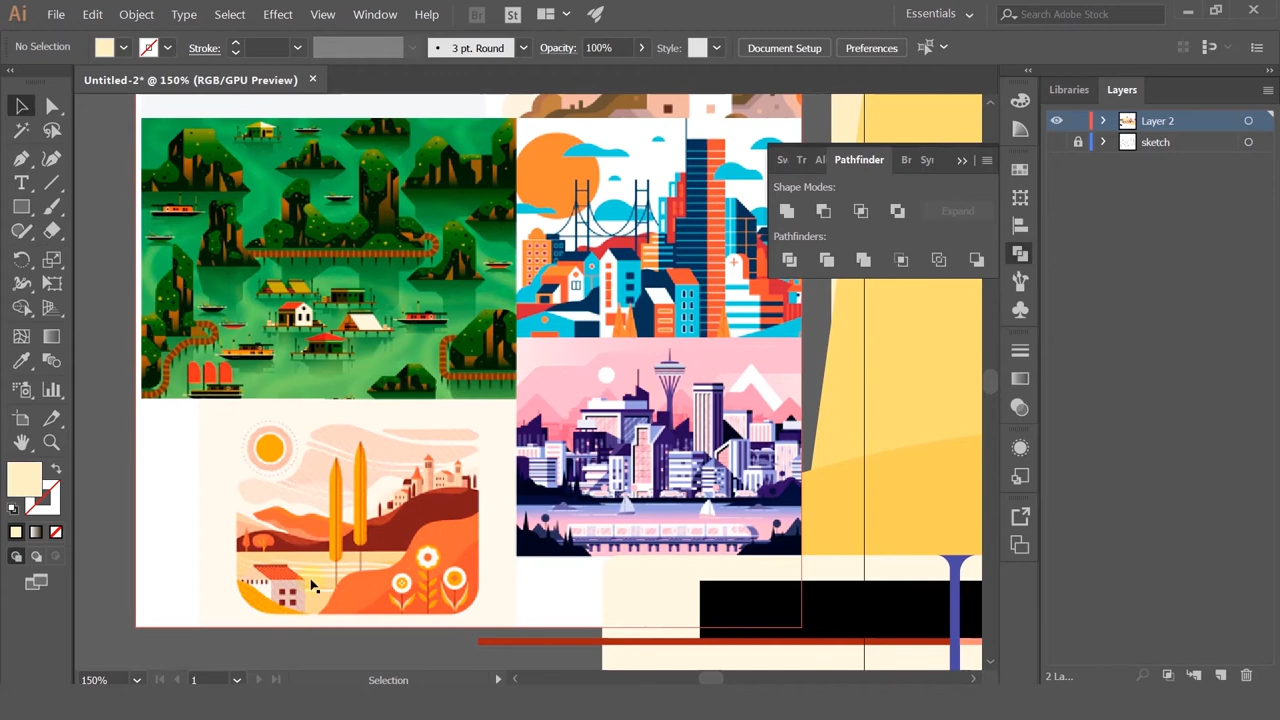 Ai File Edit Object Type Select Effect View Window Help Br St Essentials Search Adobe Stock
No Selection Stroke: 3 pt. Round Opacity: 100% Style: Document Setup Preferences
Untitled-2* @ 150% (RGB/GPU Preview)
Libraries Layers
Layer 2
sketch
Sw Tr Al Pathfinder Br Syı
Shape Modes:
Expand
Pathfinders:
2 La...
150% 1 Selection